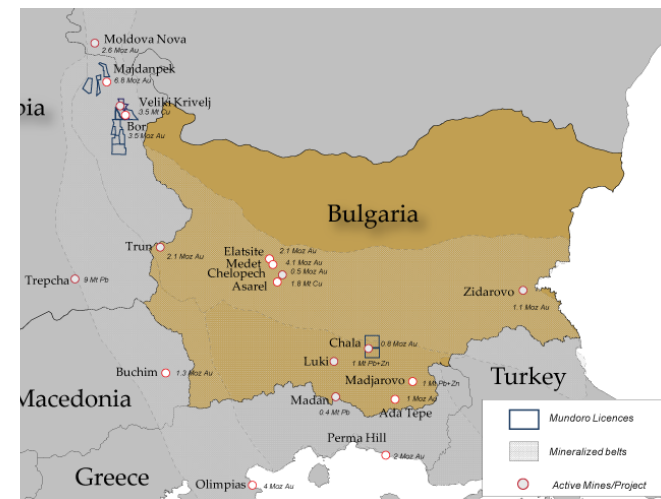 Moldova Nova
2.6 Moz Au
Majdanpek
6.8 Moz Au
Veliki Krivelj
3.5 Mt Cu
Bor
3.5 Moz Au
bia
Bulgaria
Trun
2.1 Moz Au
Elatsite
2.1 Moz Au
Medet
4.1 Moz Au
Chelopech
0.5 Moz Au
Asarel
1.8 Mt Cu
Trepcha
9 Mt Pb
Zidarovo
1.1 Moz Au
Chala
0.8 Moz Au
1 Mt Pb+Zn
Luki
Buchim
1.3 Moz Au
Madjarovo
1 Mt Pb+Zn
Turkey
Macedonia
Madan
0.4 Mt Pb
1 Moz Au
Ada Tepe
Perma Hill
2 Moz Au
Greece
Olimpias
4 Moz Au
Mundoro Licences
Mineralized belts
Active Mines/Project